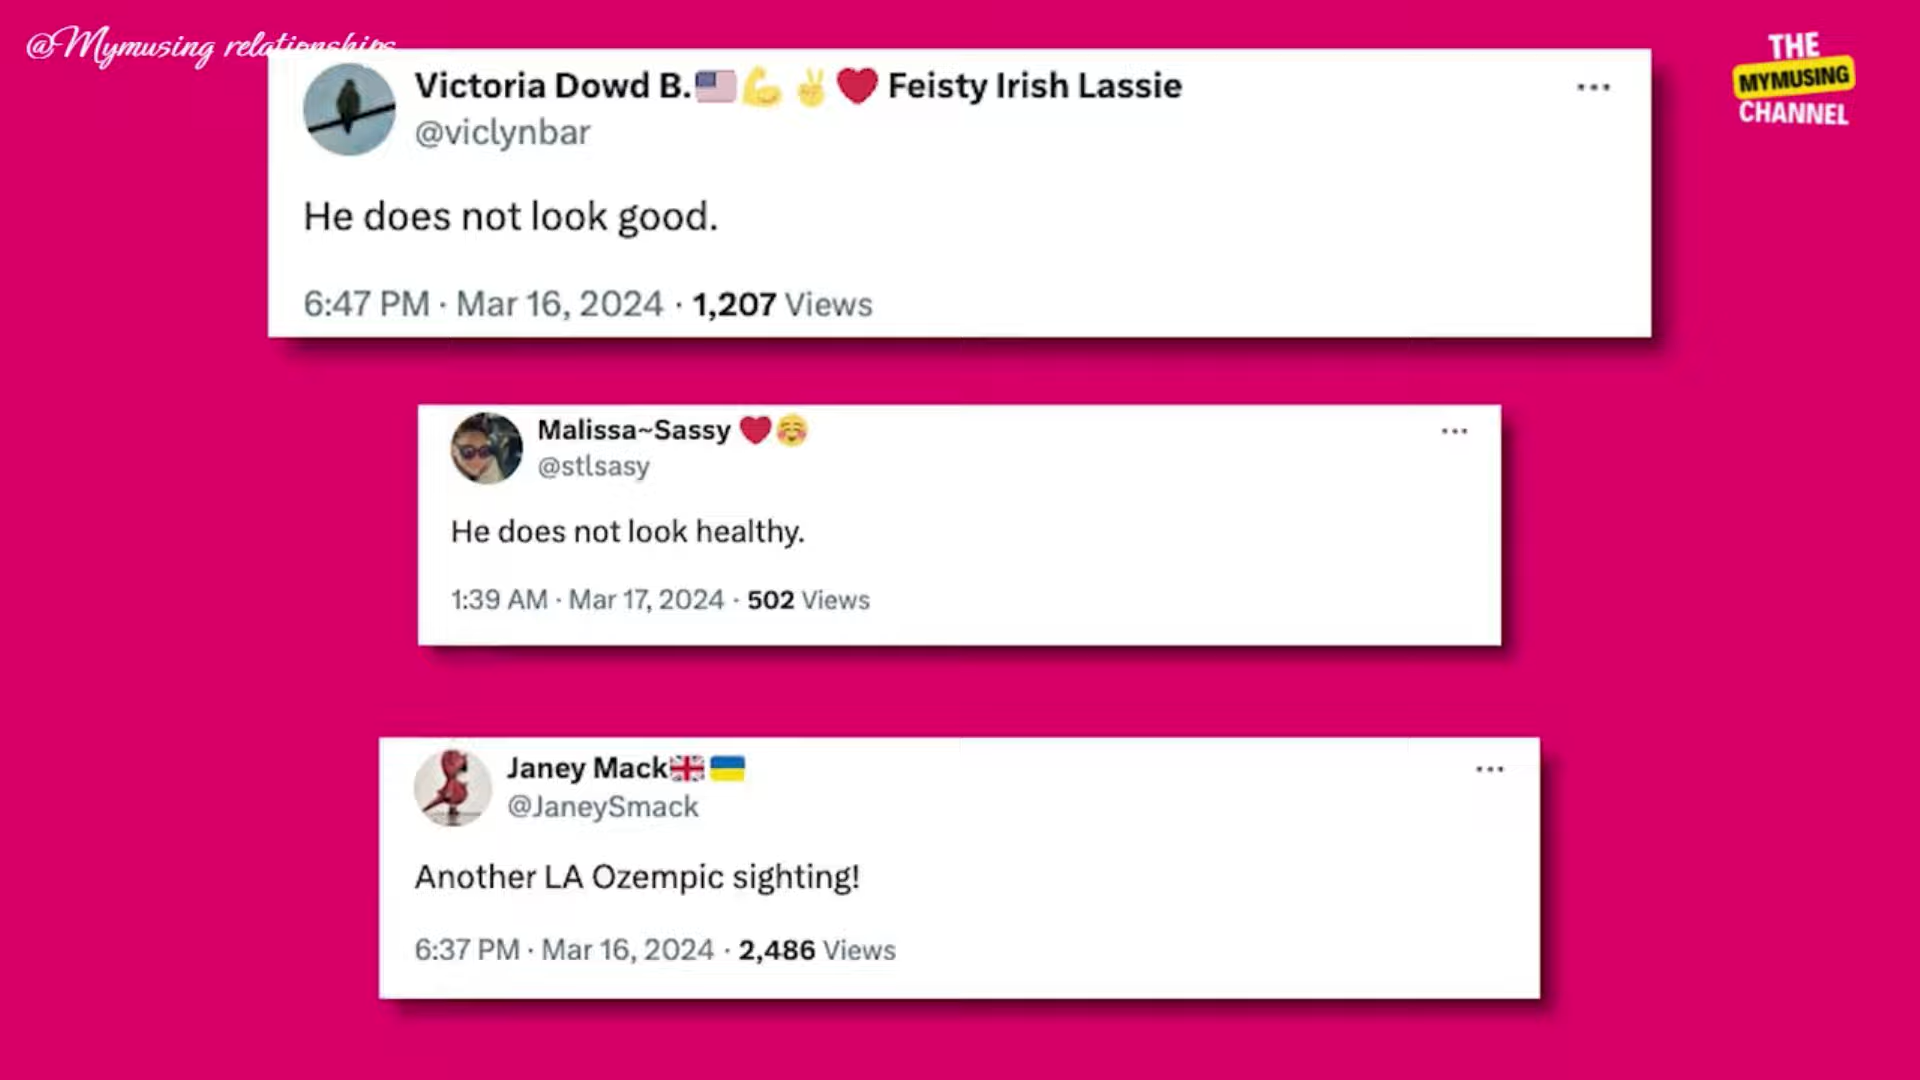 @Mymusing relationships
THE
MYMUSING
CHANNEL
Victoria Dowd B.🇺🇸💪✌️❤️ Feisty Irish Lassie
@viclynbar
He does not look good.
6:47 PM · Mar 16, 2024 · 1,207 Views
Malissa~Sassy ❤️☺️
@stlsasy
He does not look healthy.
1:39 AM · Mar 17, 2024 · 502 Views
Janey Mack🇬🇧🇺🇦
@JaneySmack
Another LA Ozempic sighting!
6:37 PM · Mar 16, 2024 · 2,486 Views